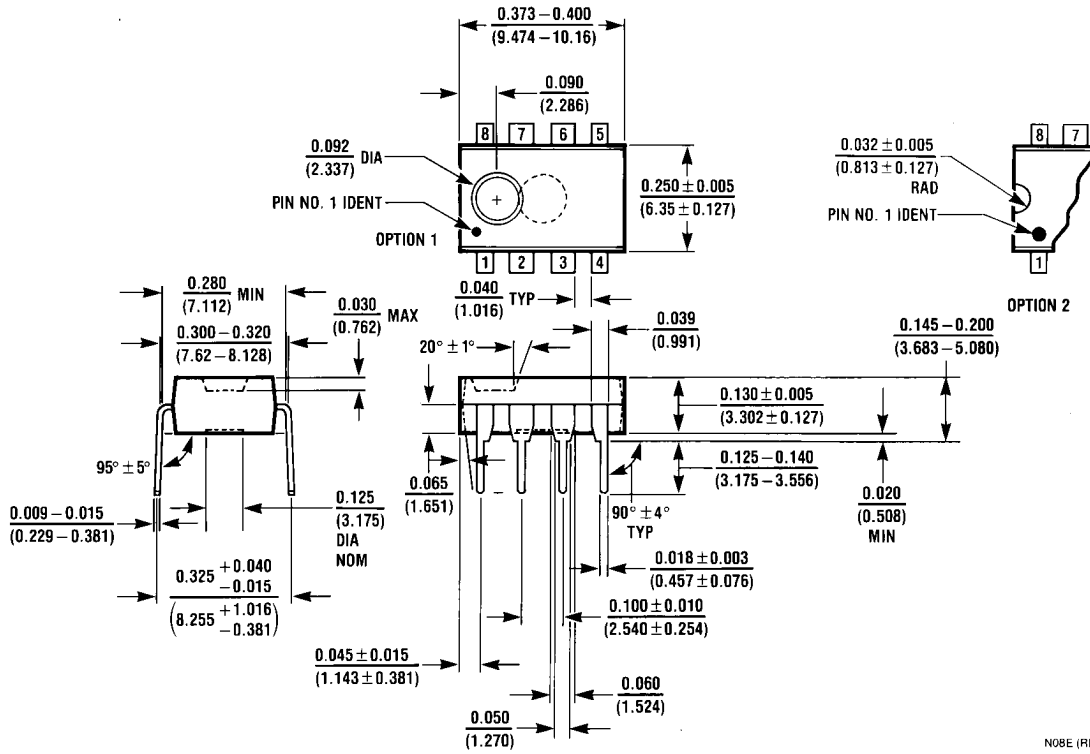 0.373 – 0.400
(9.474 – 10.16)
0.090
(2.286)
8 7 6 5
0.092 DIA
(2.337)
PIN NO. 1 IDENT
OPTION 1
0.250 ± 0.005
(6.35 ± 0.127)
1 2 3 4
8 7
0.032 ± 0.005
(0.813 ± 0.127)
RAD
PIN NO. 1 IDENT
1
OPTION 2
0.280 MIN
(7.112)
0.030 MAX
(0.762)
0.300 – 0.320
(7.62 – 8.128)
0.040 TYP
(1.016)
0.039
(0.991)
0.145 – 0.200
(3.683 – 5.080)
20° ± 1°
0.130 ± 0.005
(3.302 ± 0.127)
95° ± 5°
0.065
(1.651)
0.125 – 0.140
(3.175 – 3.556)
0.020
(0.508)
MIN
90° ± 4°
TYP
0.009 – 0.015
(0.229 – 0.381)
0.125
(3.175)
DIA
NOM
0.018 ± 0.003
(0.457 ± 0.076)
0.325 +0.040
−0.015
(8.255 +1.016
−0.381)
0.100 ± 0.010
(2.540 ± 0.254)
0.045 ± 0.015
(1.143 ± 0.381)
0.060
(1.524)
0.050
(1.270)
N08E